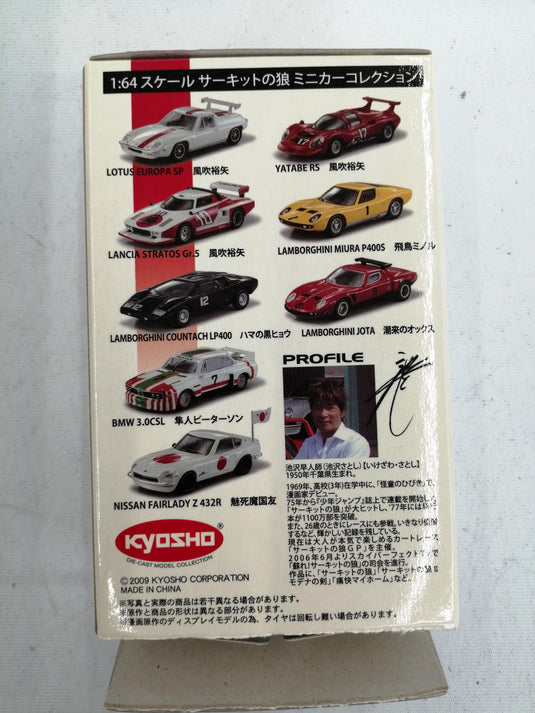 1:64 スケール サーキットの狼 ミニカーコレクション
LOTUS EUROPA SP 風吹裕矢
YATABE RS 風吹裕矢
17
LANCIA STRATOS Gr.5 風吹裕矢
10
LAMBORGHINI MIURA P400S 飛鳥ミノル
1
LAMBORGHINI COUNTACH LP400 ハマの黒ヒョウ
12
LAMBORGHINI JOTA 潮来のオックス
BMW 3.0CSL 隼人ピーターソン
7
NISSAN FAIRLADY Z 432R 魅死魔国友
PROFILE
池沢早人師(池沢さとし)【いけざわ・さとし】
1950年千葉県生まれ。
1969年、高校(3年)在学中に、「怪童のひびき」で、
漫画家デビュー。
75年から『少年ジャンプ』誌上で連載を開始し
「サーキットの狼」が大ヒットし、'77年には
本が1100万部を突破。
また、26歳のときにレースにも参戦。いきなり
するなど、輝かしい記録を残している。
現在は大人が本気で楽しめるカートレース
「サーキットの狼GP」を主催。
2006年6月よりスカイパーフェクTVで
「蘇れ!サーキットの狼」の司会を進行。
作品に、「サーキットの狼」「サーキットの狼II
モデナの剣」「痛快マイホーム」など。
KYOSHO
®
DIE-CAST MODEL COLLECTION
© 2009 KYOSHO CORPORATION
MADE IN CHINA
※写真と実際の商品は若干異なる場合があります。
※原作と商品の形状は異なる部分があります。
※漫画原作のディスプレイモデルの為、タイヤは回転し難い場合があります。